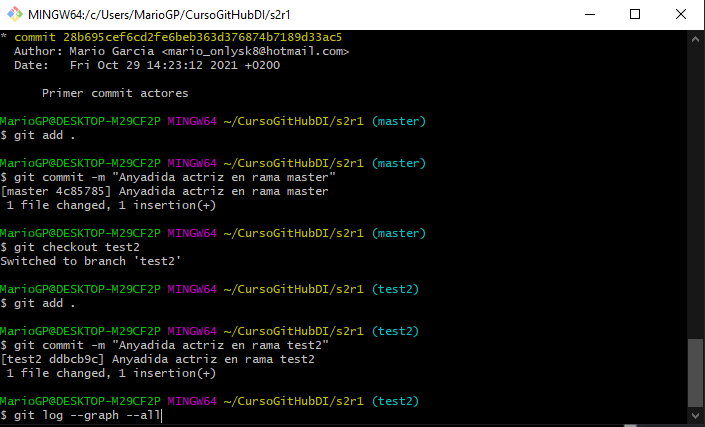 MINGW64:/c/Users/MarioGP/CursoGitHubDI/s2r1
* commit 28b695cef6cd2fe6beb363d376874b7189d33ac5
Author: Mario Garcia <mario_onlysk8@hotmail.com>
Date:   Fri Oct 29 14:23:12 2021 +0200
Primer commit actores
MarioGP@DESKTOP-M29CF2P MINGW64 ~/CursoGitHubDI/s2r1 (master)
$ git add .
MarioGP@DESKTOP-M29CF2P MINGW64 ~/CursoGitHubDI/s2r1 (master)
$ git commit -m "Anyadida actriz en rama master"
[master 4c85785] Anyadida actriz en rama master
1 file changed, 1 insertion(+)
MarioGP@DESKTOP-M29CF2P MINGW64 ~/CursoGitHubDI/s2r1 (master)
$ git checkout test2
Switched to branch 'test2'
MarioGP@DESKTOP-M29CF2P MINGW64 ~/CursoGitHubDI/s2r1 (test2)
$ git add .
MarioGP@DESKTOP-M29CF2P MINGW64 ~/CursoGitHubDI/s2r1 (test2)
$ git commit -m "Anyadida actriz en rama test2"
[test2 ddbcb9c] Anyadida actriz en rama test2
1 file changed, 1 insertion(+)
MarioGP@DESKTOP-M29CF2P MINGW64 ~/CursoGitHubDI/s2r1 (test2)
$ git log --graph --all